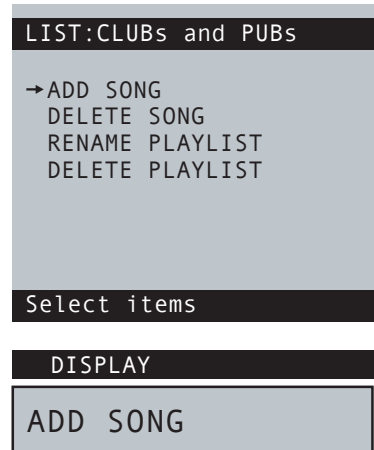 LIST:CLUBs and PUBs
→ADD SONG
DELETE SONG
RENAME PLAYLIST
DELETE PLAYLIST
Select items
DISPLAY
ADD SONG